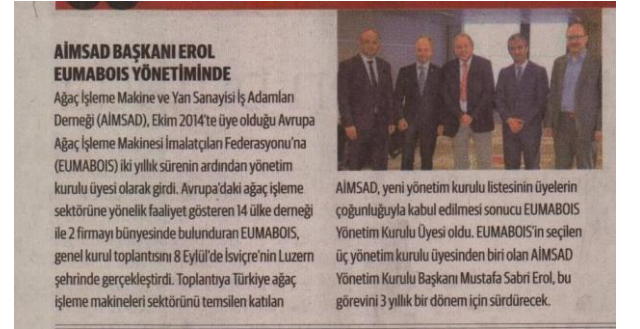 AİMSAD BAŞKANI EROL
EUMABOIS YÖNETİMİNDE
Ağaç İşleme Makine ve Yan Sanayisi İş Adamları
Derneği (AİMSAD), Ekim 2014'te üye olduğu Avrupa
Ağaç İşleme Makinesi İmalatçıları Federasyonu'na
(EUMABOIS) iki yıllık sürenin ardından yönetim
kurulu üyesi olarak girdi. Avrupa'daki ağaç işleme
sektörüne yönelik faaliyet gösteren 14 ülke derneği
ile 2 firmayı bünyesinde bulunduran EUMABOIS,
genel kurul toplantısını 8 Eylül'de İsviçre'nin Luzern
şehrinde gerçekleştirdi. Toplantıya Türkiye ağaç
işleme makineleri sektörünü temsilen katılan
AİMSAD, yeni yönetim kurulu listesinin üyelerin
çoğunluğuyla kabul edilmesi sonucu EUMABOIS
Yönetim Kurulu Üyesi oldu. EUMABOIS'in seçilen
üç yönetim kurulu üyesinden biri olan AİMSAD
Yönetim Kurulu Başkanı Mustafa Sabri Erol, bu
görevini 3 yıllık bir dönem için sürdürecek.